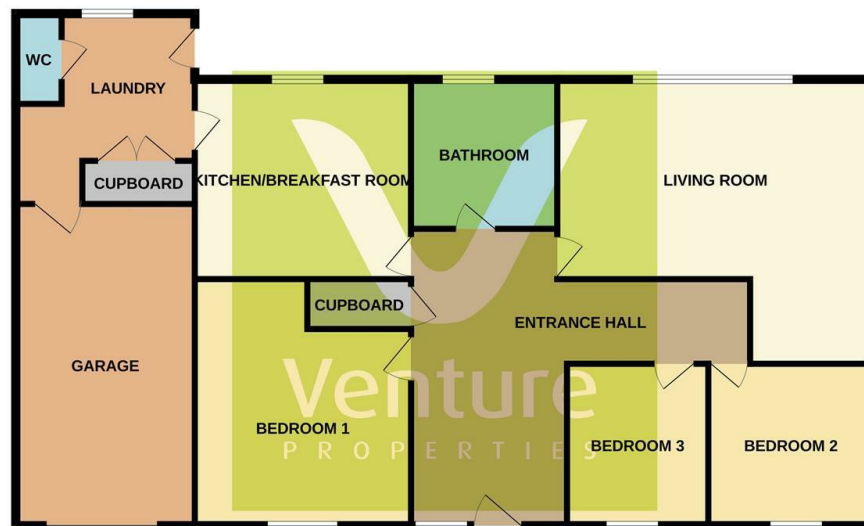 WC
LAUNDRY
CUPBOARD
KITCHEN/BREAKFAST ROOM
BATHROOM
LIVING ROOM
CUPBOARD
ENTRANCE HALL
GARAGE
Venture
PROPERTIES
BEDROOM 1
BEDROOM 3
BEDROOM 2